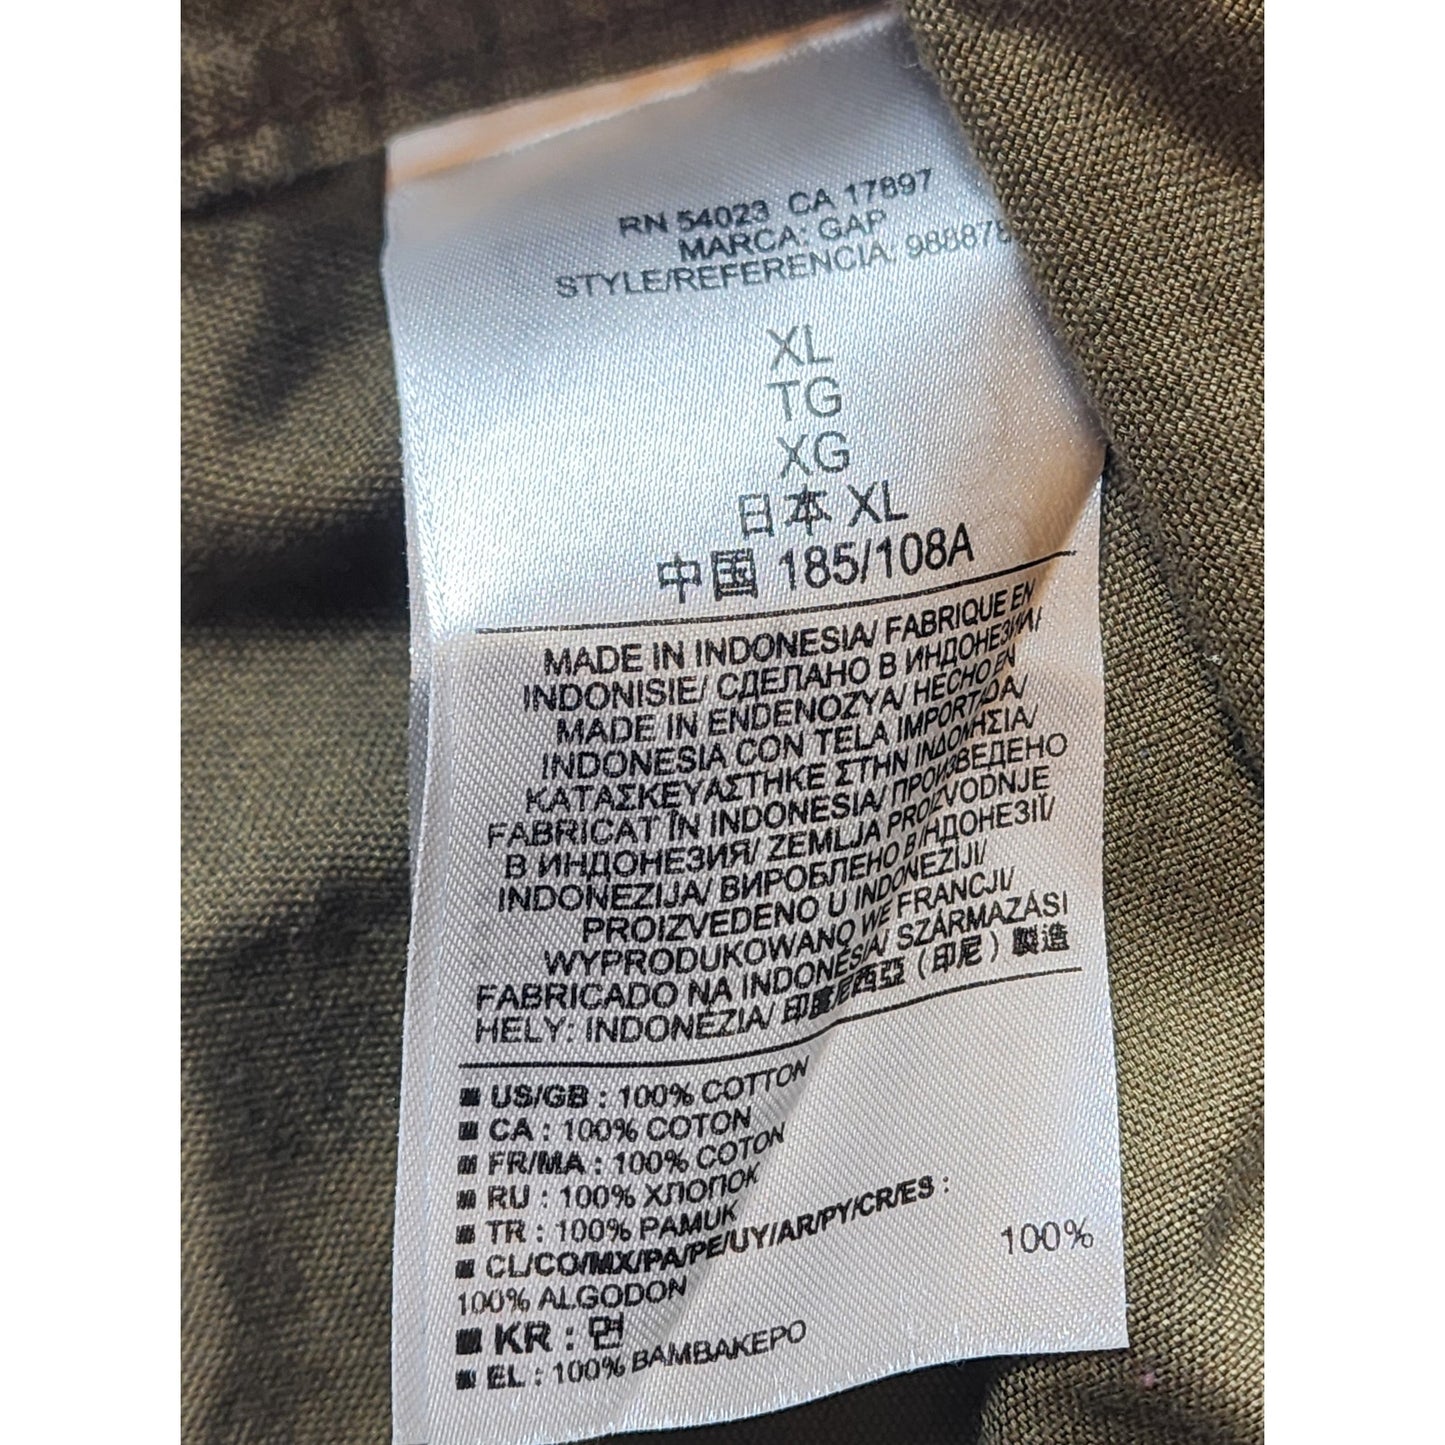 RN 54023 CA 17897
MARCA: GAP
STYLE/REFERENCIA: 988878
XL
TG
XG
日本 XL
中国 185/108A
MADE IN INDONESIA/ FABRIQUE EN
INDONISIE/ СДЕЛАНО В ИНДОНЕЗИИ/
MADE IN ENDENOZYA/ HECHO EN
INDONESIA CON TELA IMPORTADA/
ΚΑΤΑΣΚΕΥΑΣΤΗΚΕ ΣΤΗΝ ΙΝΔΟΝΗΣΙΑ/
FABRICAT ÎN INDONESIA/ ПРОИЗВЕДЕНО
В ИНДОНЕЗИЯ/ ZEMLJA PROIZVODNJE
INDONEZIJA/ ВИРОБЛЕНО В ІНДОНЕЗІЇ/
PROIZVEDENO U INDONEZIJI/
WYPRODUKOWANO WE FRANCJI/
FABRICADO NA INDONÉSIA/ SZÁRMAZÁSI
HELY: INDONÉZIA/ 印度尼西亞 (印尼) 製造
US/GB : 100% COTTON
CA : 100% COTON
FR/MA : 100% COTON
RU : 100% ХЛОПОК
TR : 100% PAMUK
CL/CO/MX/PA/PE/UY/AR/PY/CR/ES :
100% ALGODON
KR : 면 100%
EL : 100% ΒΑΜΒΑΚΕΡΟ